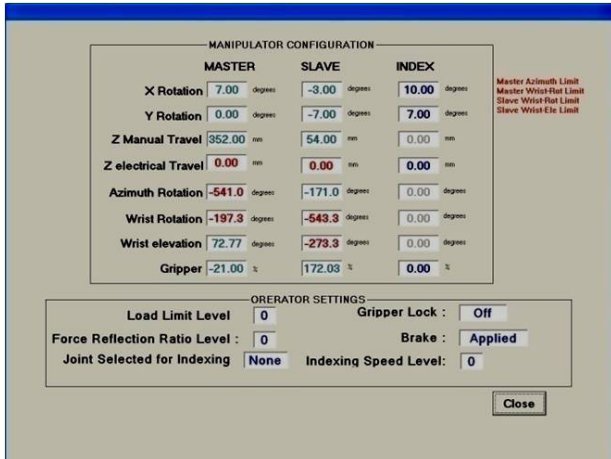 MANIPULATOR CONFIGURATION
MASTER SLAVE INDEX
X Rotation 7.00 degrees -3.00 degrees 10.00 degrees
Y Rotation 0.00 degrees -7.00 degrees 7.00 degrees
Z Manual Travel 352.00 mm 54.00 mm 0.00 mm
Z electrical Travel 0.00 mm 0.00 mm 0.00 mm
Azimuth Rotation -541.0 degrees -171.0 degrees 0.00 degrees
Wrist Rotation -197.3 degrees -543.3 degrees 0.00 degrees
Wrist elevation 72.77 degrees -273.3 degrees 0.00 degrees
Gripper -21.00 % 172.03 % 0.00 %
Master Azimuth Limit
Master Wrist-Rot Limit
Slave Wrist-Rot Limit
Slave Wrist-Ele Limit
ORERATOR SETTINGS
Load Limit Level 0 Gripper Lock : Off
Force Reflection Ratio Level : 0 Brake : Applied
Joint Selected for Indexing None Indexing Speed Level: 0
Close